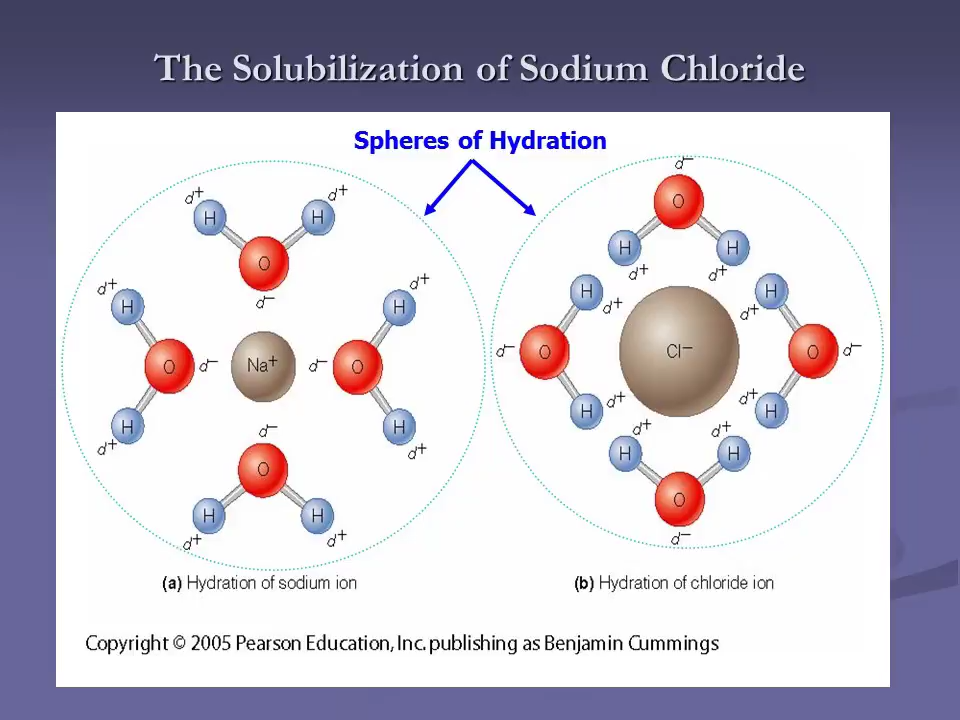 The Solubilization of Sodium Chloride
Spheres of Hydration
d+
d+
H
H
O
d−
d+
H
O
d−
H
d+
Na+
d+
H
d−
O
H
d+
d−
O
H
H
d+
d+
d−
O
H
H
d+
d+
H
d+
d−
O
d+
H
Cl−
H
d+
O
d−
d+
H
d+
d+
H
H
O
d−
(a) Hydration of sodium ion
(b) Hydration of chloride ion
Copyright © 2005 Pearson Education, Inc. publishing as Benjamin Cummings